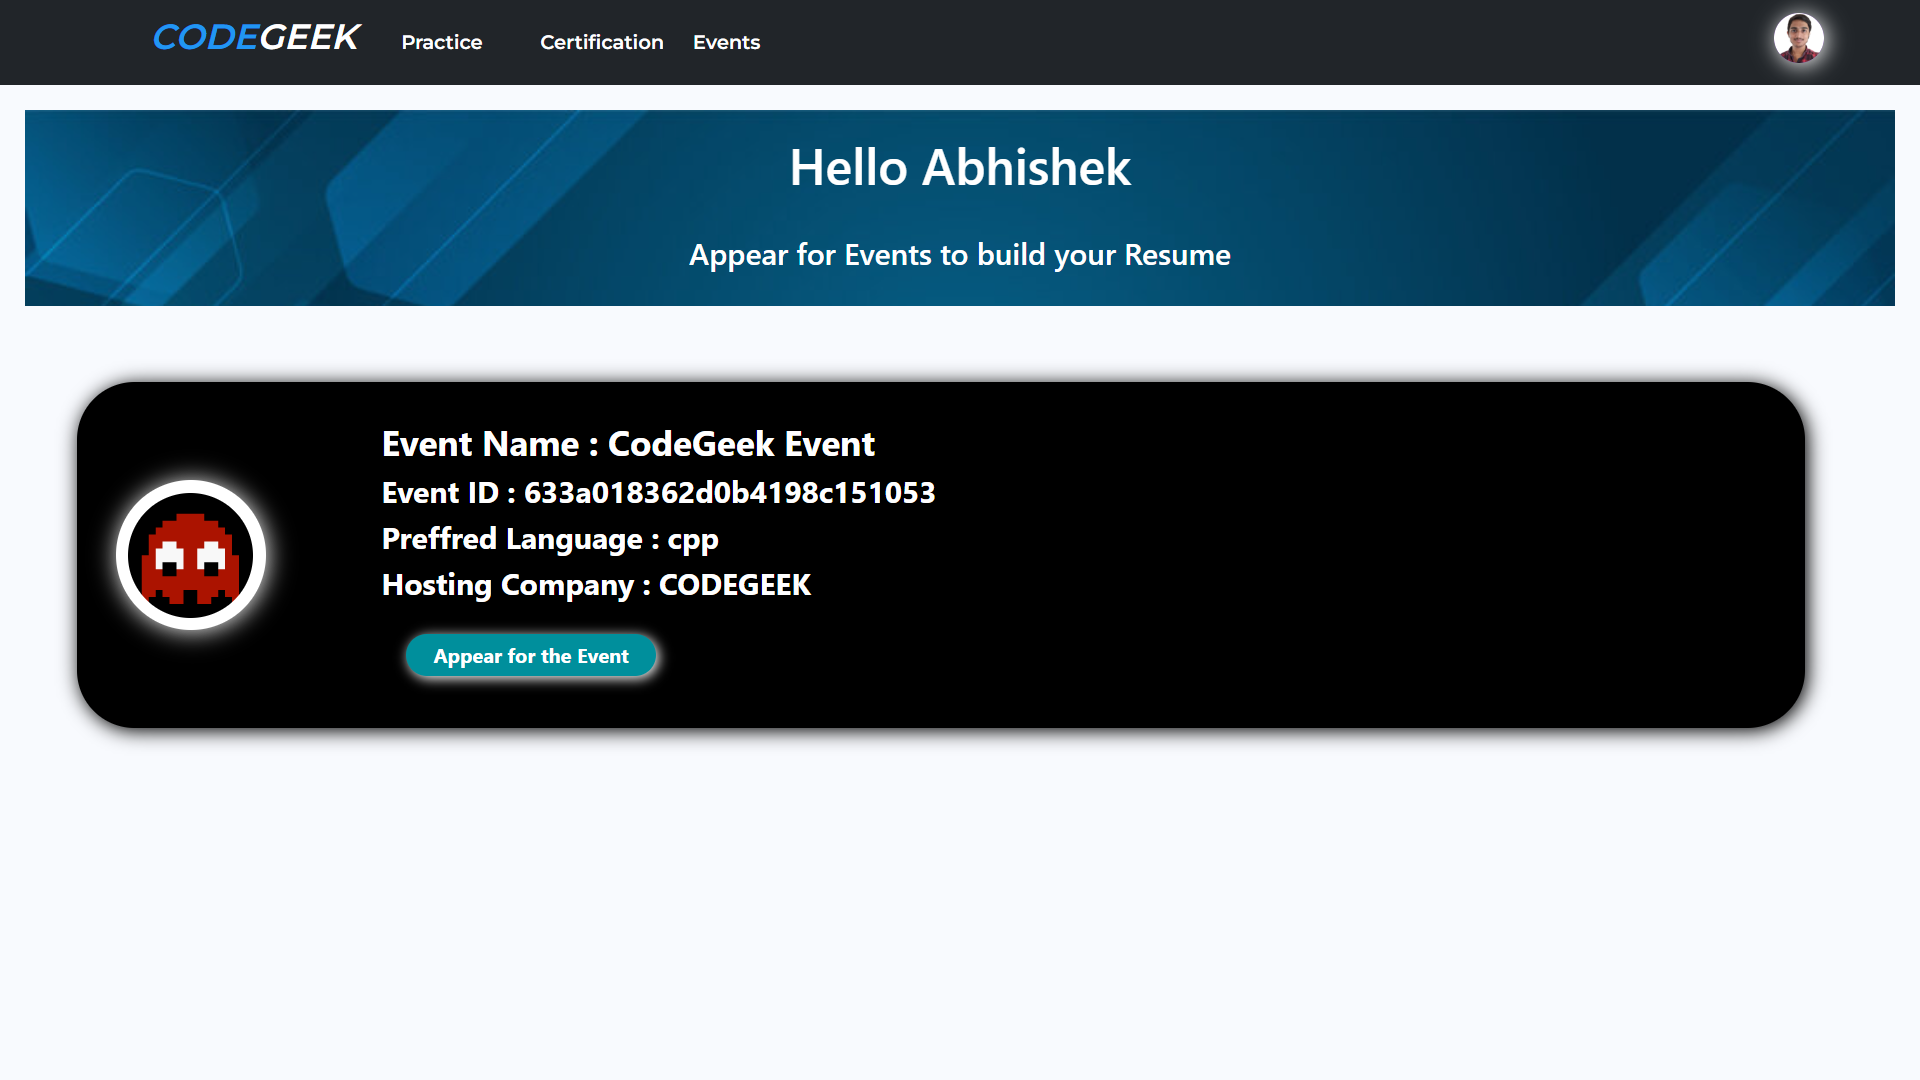 CODEGEEK
Practice Certification Events
Hello Abhishek
Appear for Events to build your Resume
Event Name : CodeGeek Event
Event ID : 633a018362d0b4198c151053
Preffred Language : cpp
Hosting Company : CODEGEEK
Appear for the Event